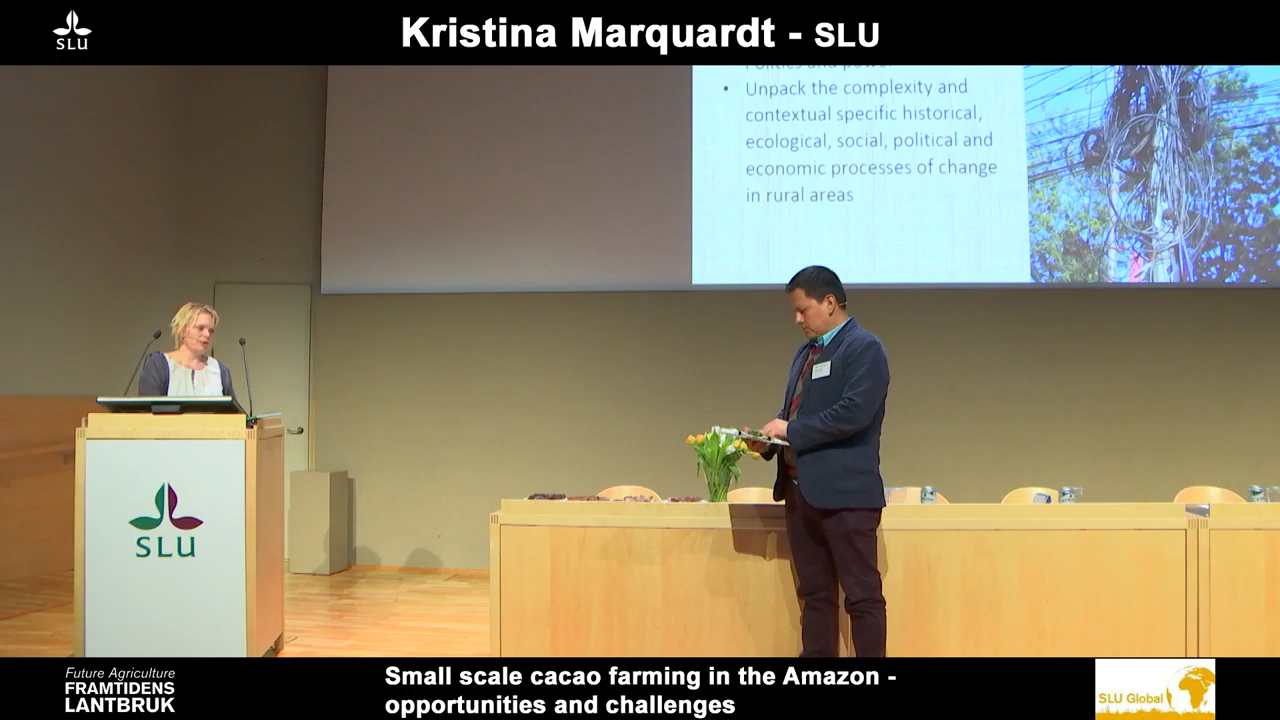 Kristina Marquardt - SLU
SLU
• Unpack the complexity and
contextual specific historical,
ecological, social, political and
economic processes of change
in rural areas
SLU
Future Agriculture
FRAMTIDENS
LANTBRUK
Small scale cacao farming in the Amazon -
opportunities and challenges
SLU Global